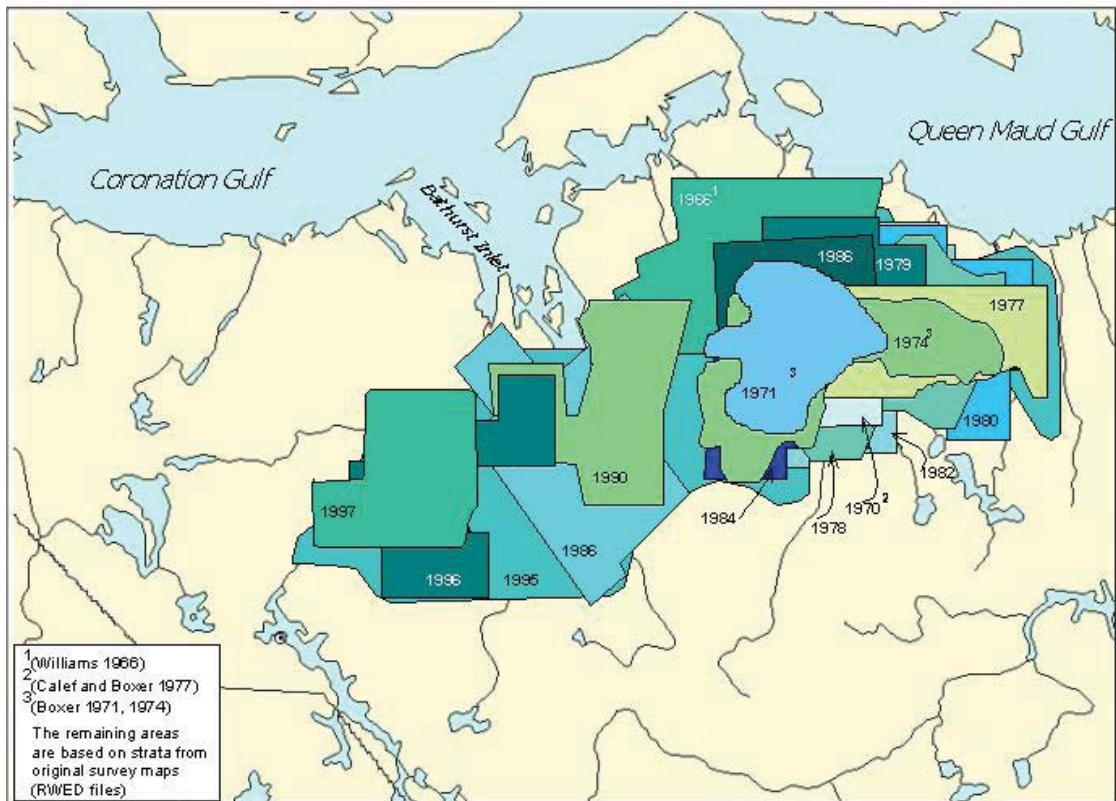 Queen Maud Gulf
Coronation Gulf
Bathurst Inlet
1966¹
1986
1979
1977
1974³
3
1971
1980
1990
1982
1970²
1984
1978
1997
1986
1996
1995
1(Williams 1966)
2(Calef and Boxer 1977)
3(Boxer 1971, 1974)
The remaining areas
are based on strata from
original survey maps
(RWED files)